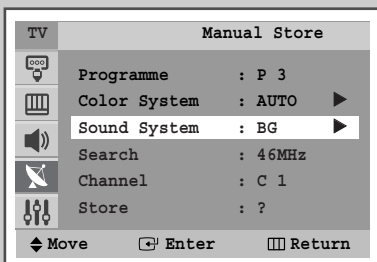 TV Manual Store
Programme : P 3
Color System : AUTO ▶
Sound System : BG ▶
Search : 46MHz
Channel : C 1
Store : ?
Move Enter Return